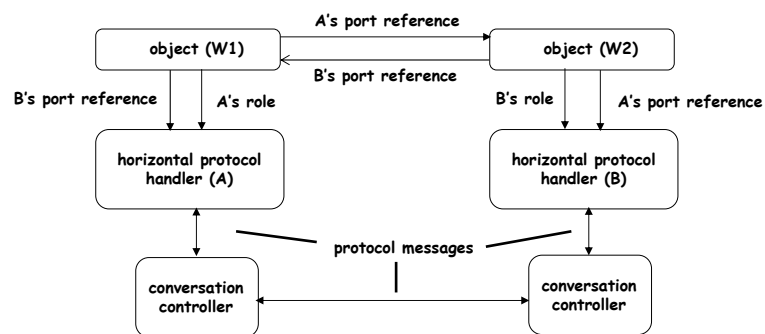 A's port reference
object (W1)
object (W2)
B's port reference
B's port reference
A's role
B's role
A's port reference
horizontal protocol
handler (A)
horizontal protocol
handler (B)
protocol messages
conversation
controller
conversation
controller